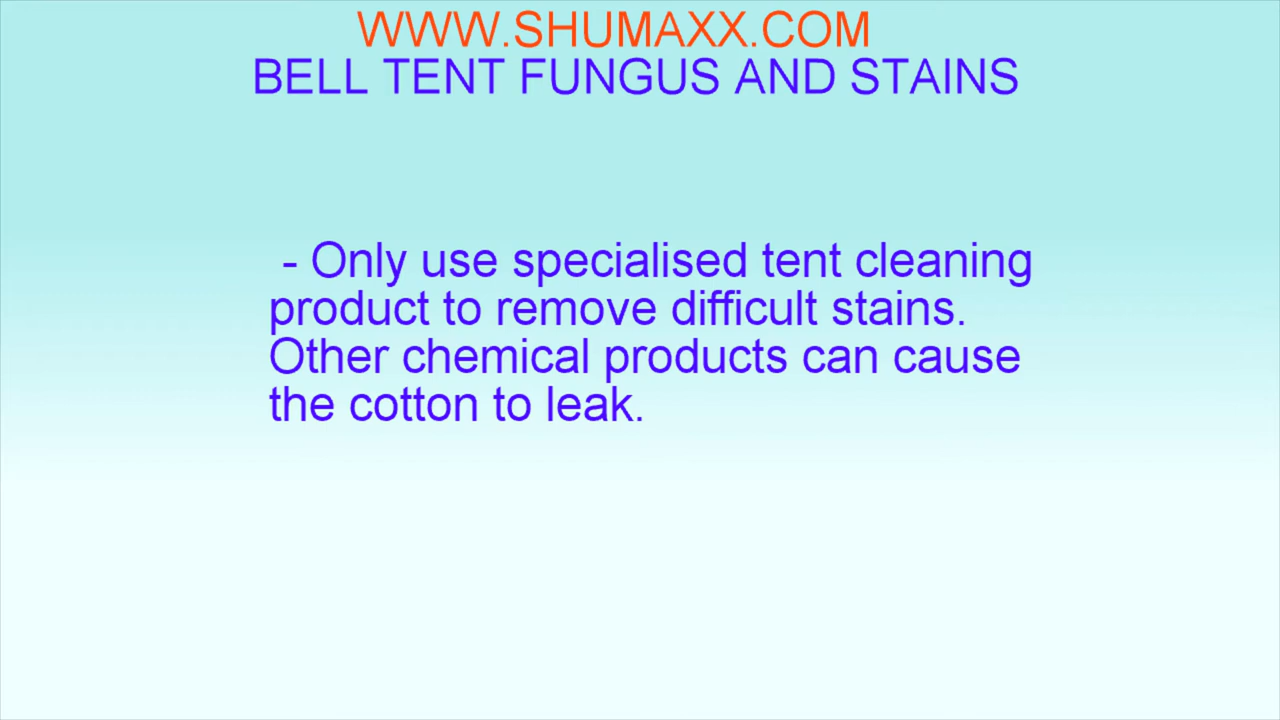 WWW.SHUMAXX.COM
BELL TENT FUNGUS AND STAINS
- Only use specialised tent cleaning
product to remove difficult stains.
Other chemical products can cause
the cotton to leak.